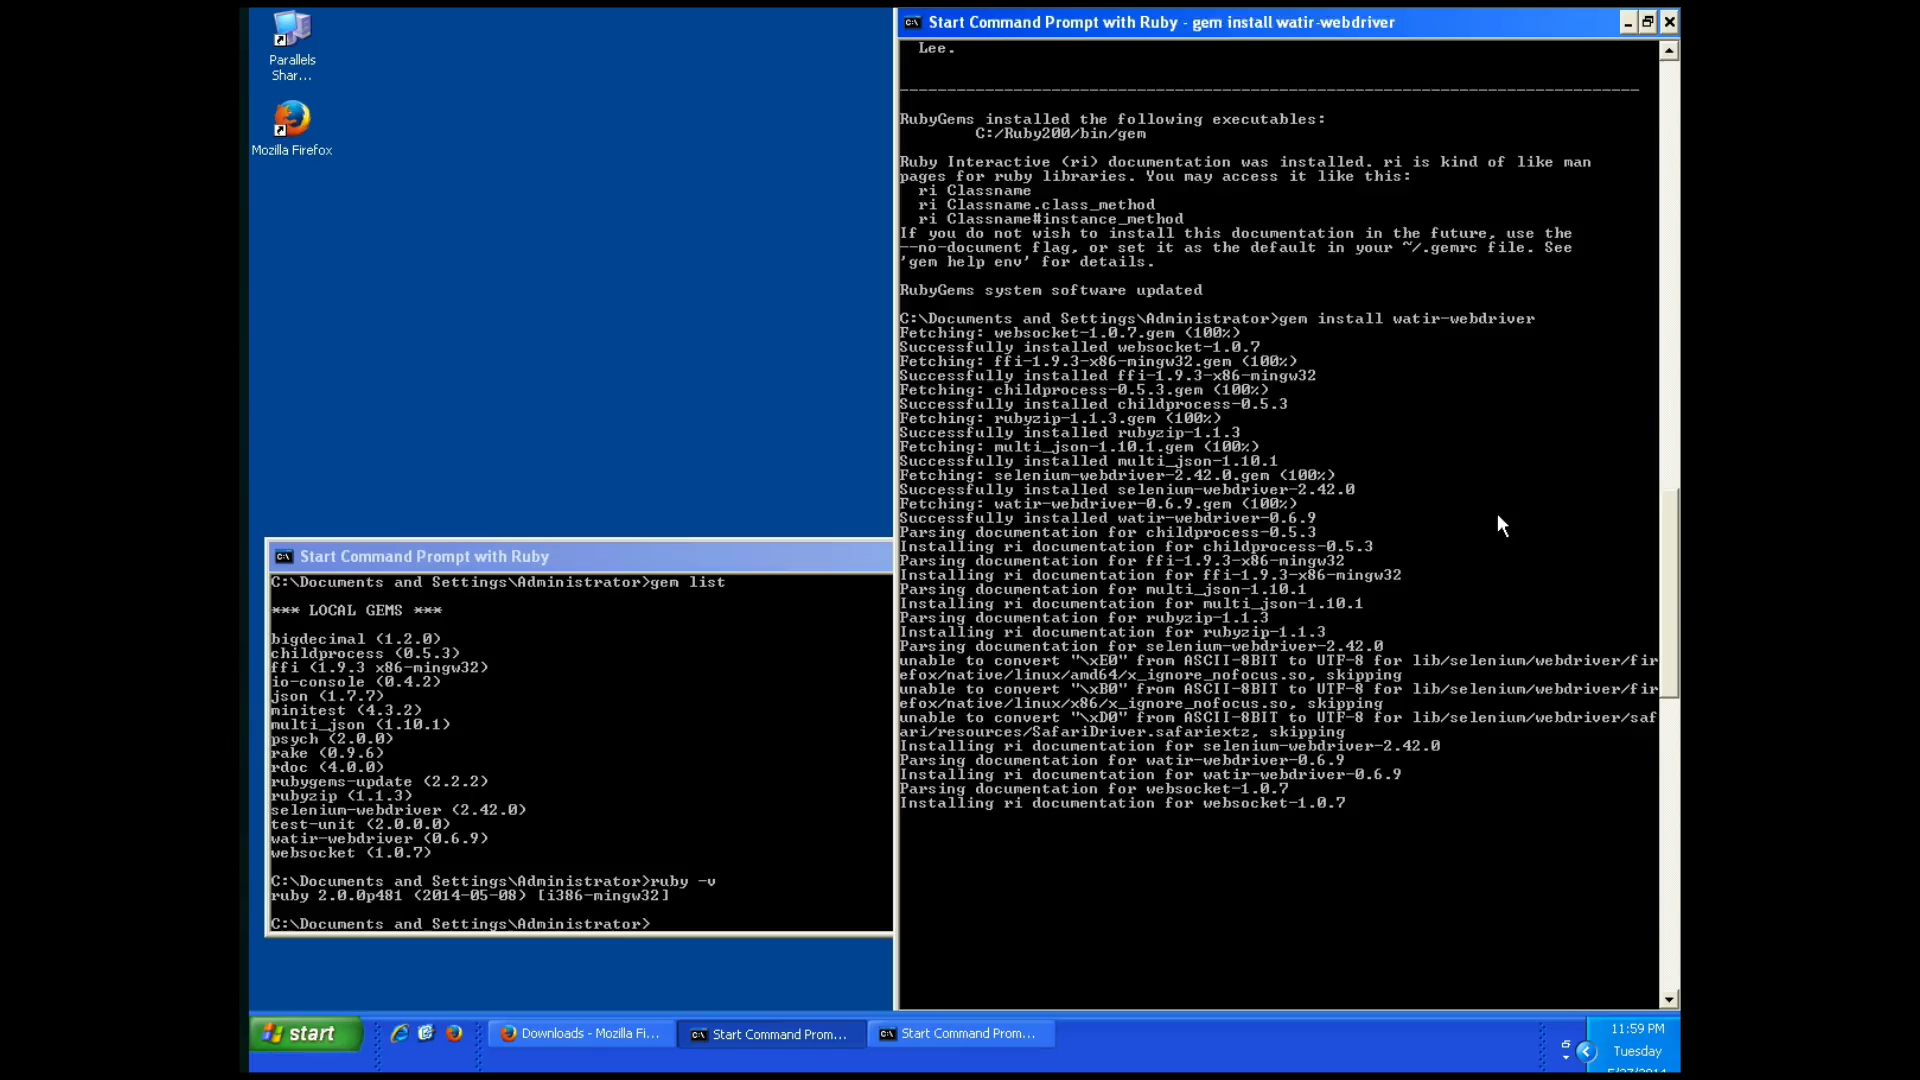 Parallels
Shar...
Mozilla Firefox
Start Command Prompt with Ruby - gem install watir-webdriver
Lee.
------------------------------------------------------------------------------
RubyGems installed the following executables:
C:/Ruby200/bin/gem
Ruby Interactive (ri) documentation was installed. ri is kind of like man
pages for ruby libraries. You may access it like this:
ri Classname
ri Classname.class_method
ri Classname#instance_method
If you do not wish to install this documentation in the future, use the
--no-document flag, or set it as the default in your ~/.gemrc file. See
'gem help env' for details.
RubyGems system software updated
C:\Documents and Settings\Administrator>gem install watir-webdriver
Fetching: websocket-1.0.7.gem (100%)
Successfully installed websocket-1.0.7
Fetching: ffi-1.9.3-x86-mingw32.gem (100%)
Successfully installed ffi-1.9.3-x86-mingw32
Fetching: childprocess-0.5.3.gem (100%)
Successfully installed childprocess-0.5.3
Fetching: rubyzip-1.1.3.gem (100%)
Successfully installed rubyzip-1.1.3
Fetching: multi_json-1.10.1.gem (100%)
Successfully installed multi_json-1.10.1
Fetching: selenium-webdriver-2.42.0.gem (100%)
Successfully installed selenium-webdriver-2.42.0
Fetching: watir-webdriver-0.6.9.gem (100%)
Successfully installed watir-webdriver-0.6.9
Parsing documentation for childprocess-0.5.3
Installing ri documentation for childprocess-0.5.3
Parsing documentation for ffi-1.9.3-x86-mingw32
Installing ri documentation for ffi-1.9.3-x86-mingw32
Parsing documentation for multi_json-1.10.1
Installing ri documentation for multi_json-1.10.1
Parsing documentation for rubyzip-1.1.3
Installing ri documentation for rubyzip-1.1.3
Parsing documentation for selenium-webdriver-2.42.0
unable to convert "\xE0" from ASCII-8BIT to UTF-8 for lib/selenium/webdriver/fir
efox/native/linux/amd64/x_ignore_nofocus.so, skipping
unable to convert "\xB0" from ASCII-8BIT to UTF-8 for lib/selenium/webdriver/fir
efox/native/linux/x86/x_ignore_nofocus.so, skipping
unable to convert "\xD0" from ASCII-8BIT to UTF-8 for lib/selenium/webdriver/saf
ari/resources/SafariDriver.safariextz, skipping
Installing ri documentation for selenium-webdriver-2.42.0
Parsing documentation for watir-webdriver-0.6.9
Installing ri documentation for watir-webdriver-0.6.9
Parsing documentation for websocket-1.0.7
Installing ri documentation for websocket-1.0.7
Start Command Prompt with Ruby
C:\Documents and Settings\Administrator>gem list
*** LOCAL GEMS ***
bigdecimal (1.2.0)
childprocess (0.5.3)
ffi (1.9.3 x86-mingw32)
io-console (0.4.2)
json (1.7.7)
minitest (4.3.2)
multi_json (1.10.1)
psych (2.0.0)
rake (0.9.6)
rdoc (4.0.0)
rubygems-update (2.2.2)
rubyzip (1.1.3)
selenium-webdriver (2.42.0)
test-unit (2.0.0.0)
watir-webdriver (0.6.9)
websocket (1.0.7)
C:\Documents and Settings\Administrator>ruby -v
ruby 2.0.0p481 (2014-05-08) [i386-mingw32]
C:\Documents and Settings\Administrator>
start
Downloads - Mozilla Fi...
Start Command Prom...
Start Command Prom...
11:59 PM
Tuesday